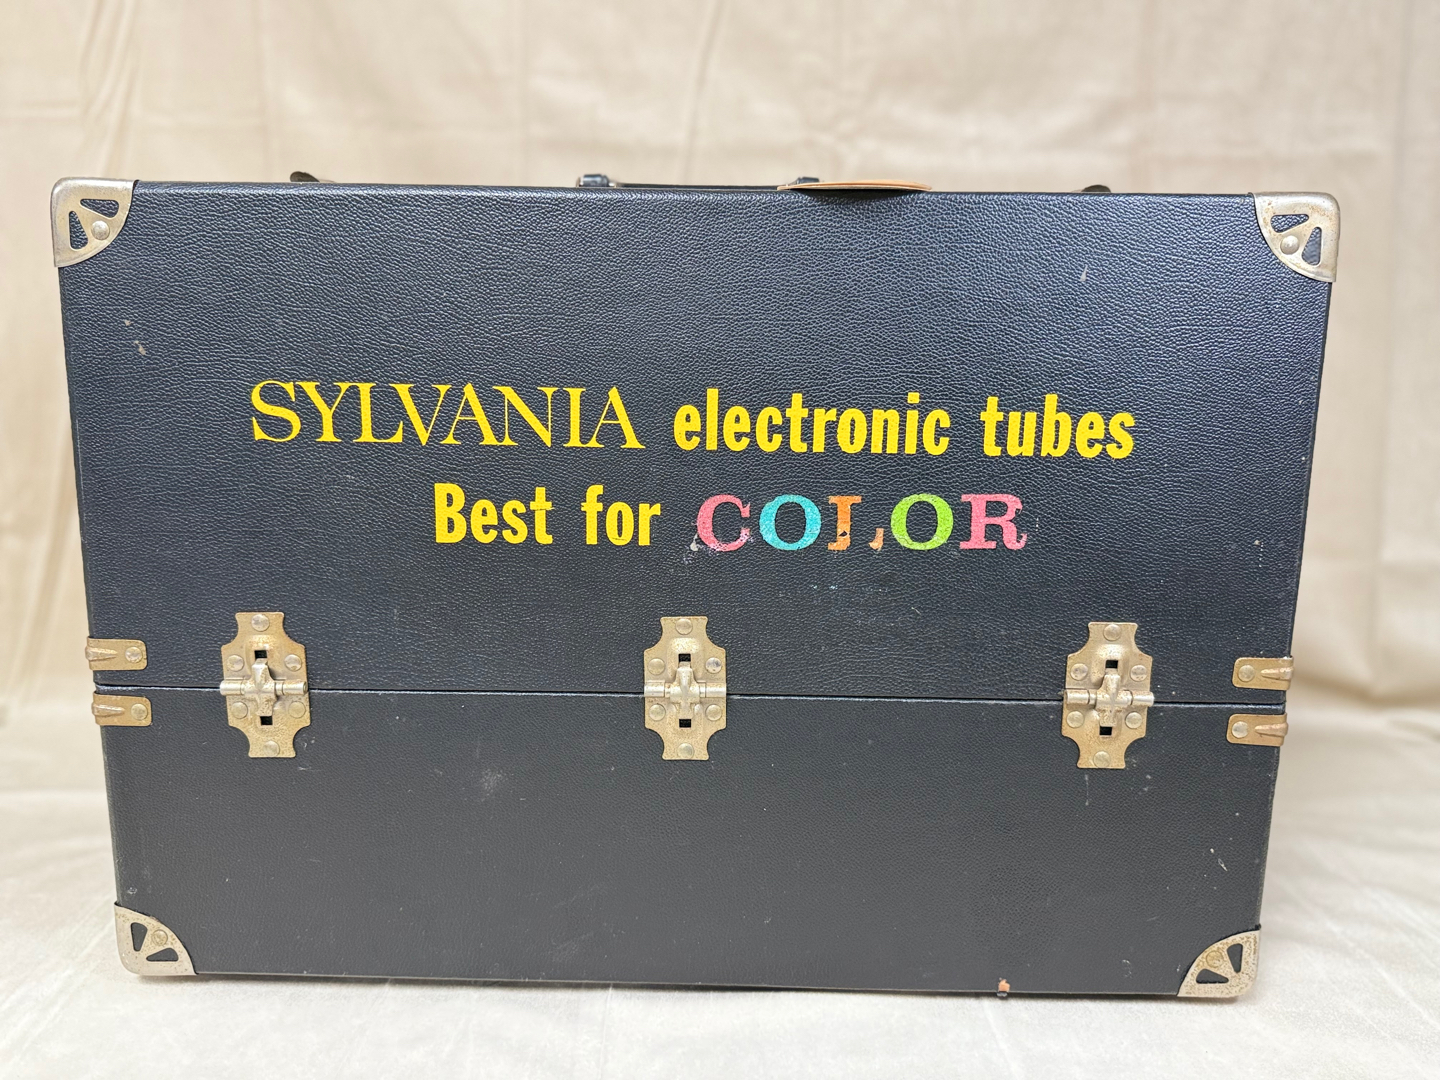 SYLVANIA electronic tubes
Best for COLOR